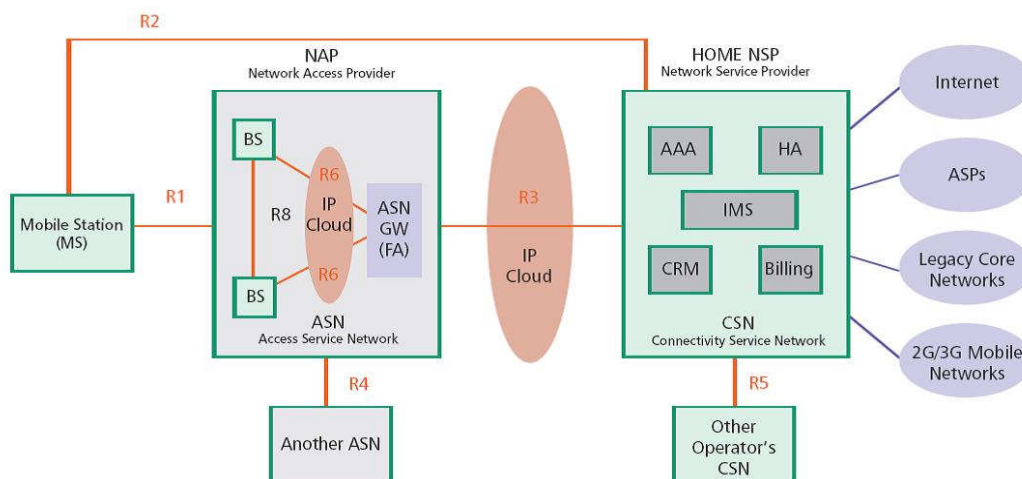 R2
NAP
Network Access Provider
HOME NSP
Network Service Provider
Internet
BS
R6
AAA
HA
ASPs
R1
R8
IP
Cloud
ASN
GW
(FA)
R3
IMS
Mobile Station
(MS)
IP
Cloud
R6
BS
CRM
Billing
Legacy Core
Networks
ASN
Access Service Network
CSN
Connectivity Service Network
2G/3G Mobile
Networks
R4
R5
Another ASN
Other
Operator's
CSN